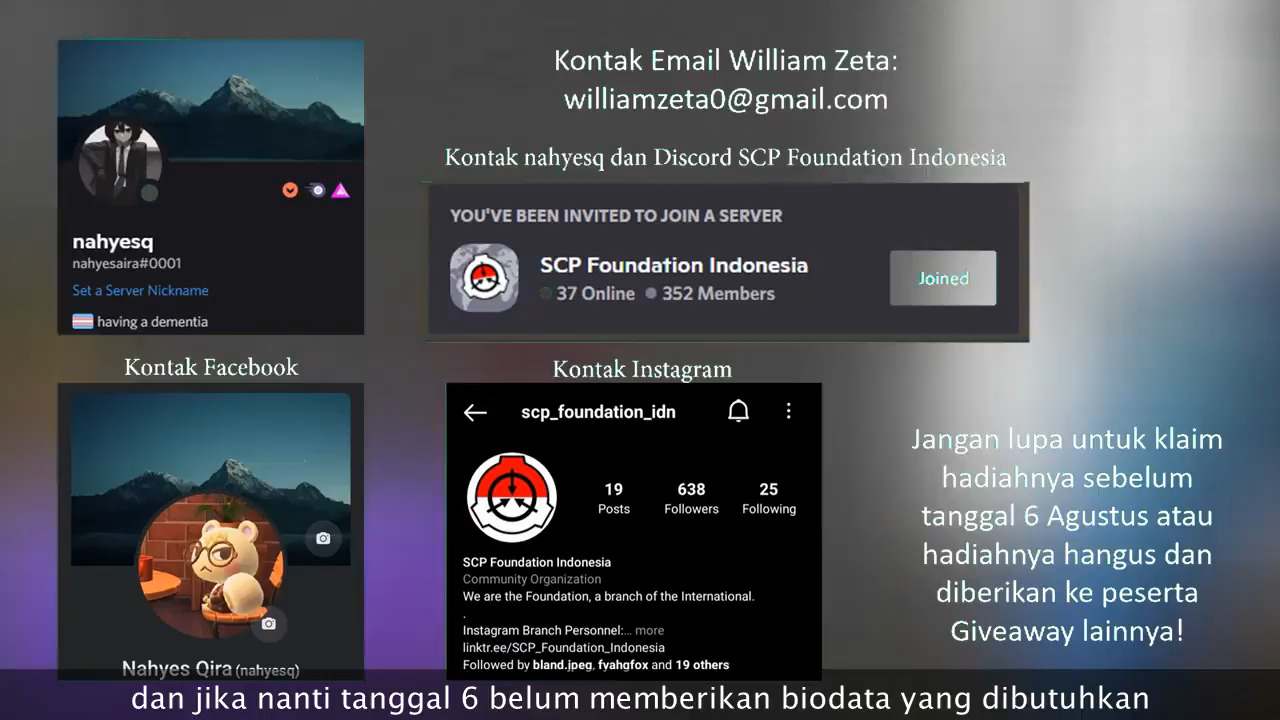 Kontak Email William Zeta:
williamzeta0@gmail.com
Kontak nahyesq dan Discord SCP Foundation Indonesia
nahyesq
nahyesaira#0001
Set a Server Nickname
having a dementia
YOU'VE BEEN INVITED TO JOIN A SERVER
SCP Foundation Indonesia
37 Online 352 Members
Joined
Kontak Facebook
Nahyes Qira (nahyesq)
Kontak Instagram
scp_foundation_idn
19 638 25
Posts Followers Following
SCP Foundation Indonesia
Community Organization
We are the Foundation, a branch of the International.
.
Instagram Branch Personnel:... more
linktr.ee/SCP_Foundation_Indonesia
Followed by bland.jpeg, fyahgfox and 19 others
Jangan lupa untuk klaim
hadiahnya sebelum
tanggal 6 Agustus atau
hadiahnya hangus dan
diberikan ke peserta
Giveaway lainnya!
dan jika nanti tanggal 6 belum memberikan biodata yang dibutuhkan